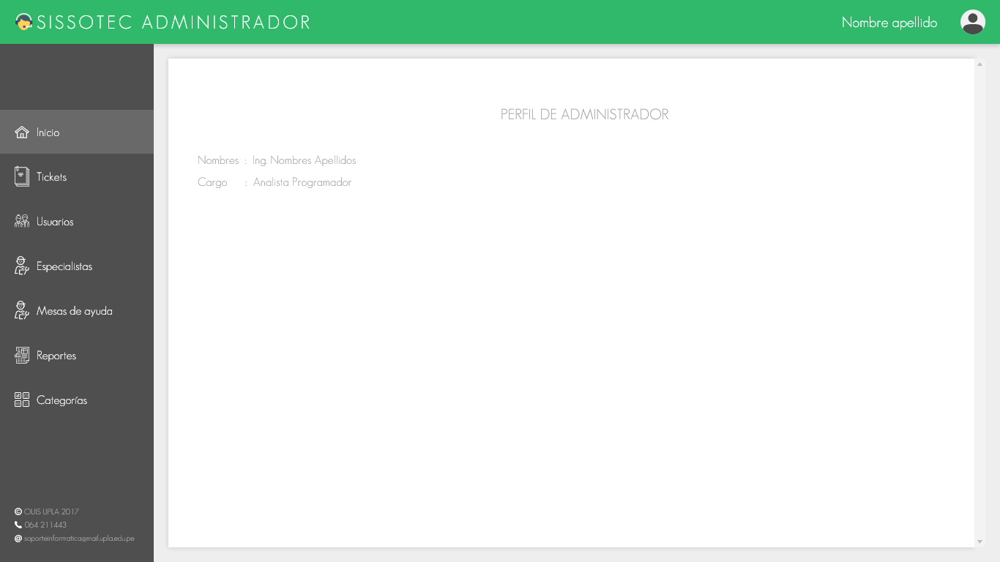 SISSOTEC ADMINISTRADOR
Nombre apellido
Inicio
Tickets
Usuarios
Especialistas
Mesas de ayuda
Reportes
Categorías
PERFIL DE ADMINISTRADOR
Nombres : Ing. Nombres Apellidos
Cargo : Analista Programador
© OUIS UPLA 2017
064 211443
soporteinformatica@mail.upla.edu.pe